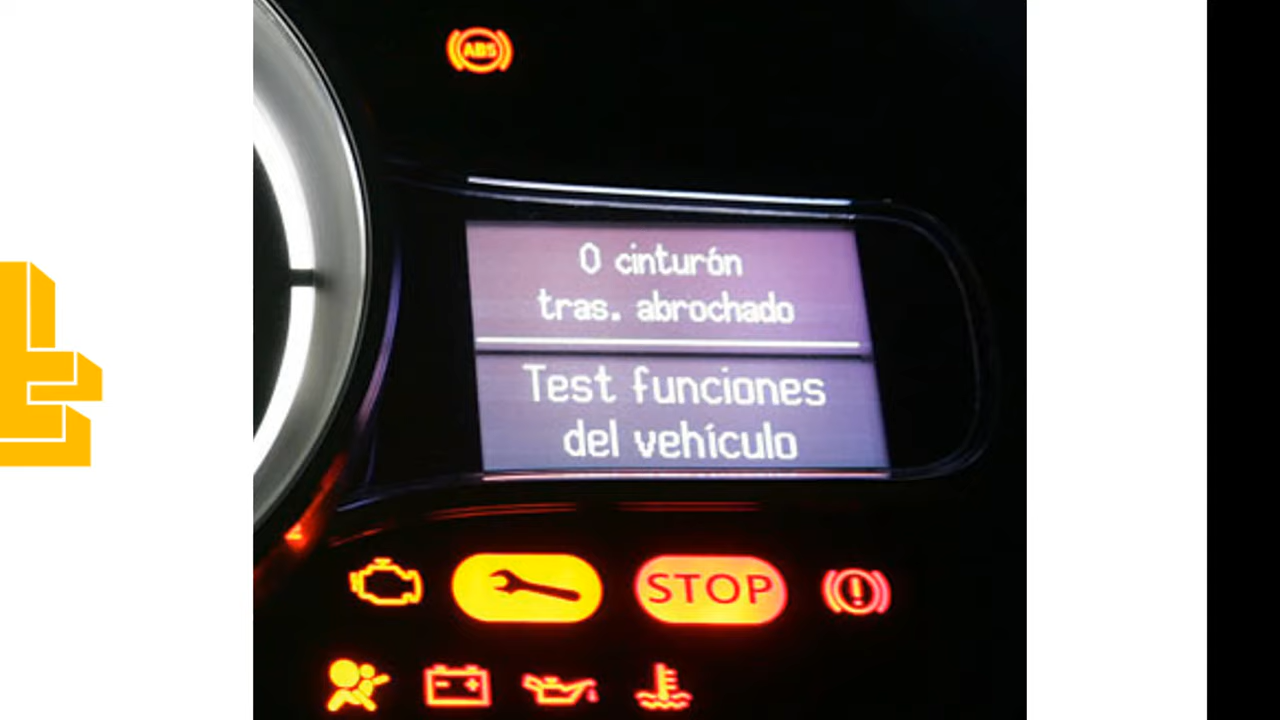 ABS
0 cinturón
tras. abrochado
Test funciones
del vehículo
STOP